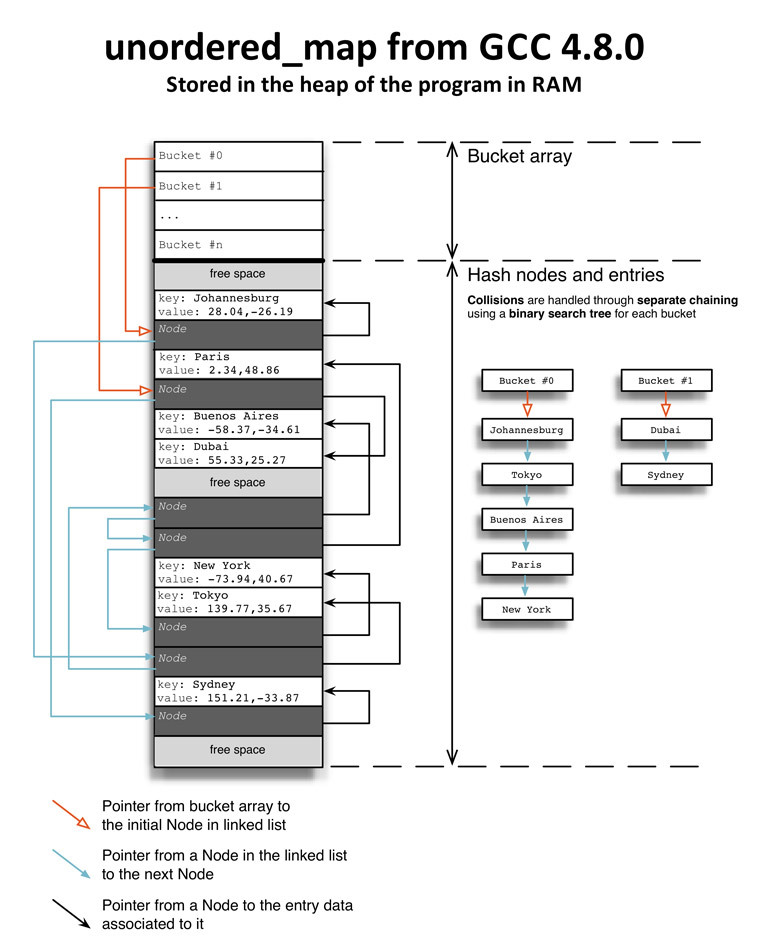 unordered_map from GCC 4.8.0
Stored in the heap of the program in RAM
Bucket #0
Bucket #1
...
Bucket #n
Bucket array
free space
key: Johannesburg
value: 28.04,-26.19
Node
key: Paris
value: 2.34,48.86
Node
key: Buenos Aires
value: -58.37,-34.61
key: Dubai
value: 55.33,25.27
free space
Node
Node
key: New York
value: -73.94,40.67
key: Tokyo
value: 139.77,35.67
Node
Node
key: Sydney
value: 151.21,-33.87
Node
free space
Hash nodes and entries
Collisions are handled through separate chaining
using a binary search tree for each bucket
Bucket #0
Johannesburg
Tokyo
Buenos Aires
Paris
New York
Bucket #1
Dubai
Sydney
Pointer from bucket array to
the initial Node in linked list
Pointer from a Node in the linked list
to the next Node
Pointer from a Node to the entry data
associated to it